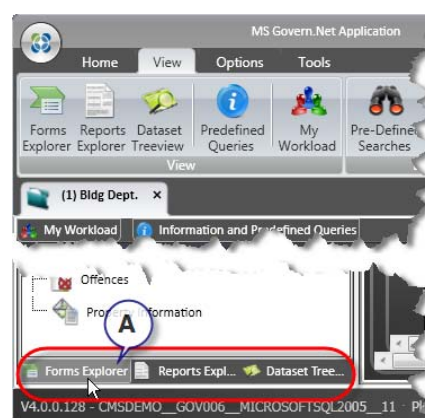 MS Govern.Net Application
Home View Options Tools
Forms Explorer Reports Explorer Dataset Treeview Predefined Queries My Workload Pre-Define Searches
View
(1) Bldg Dept. ×
My Workload Information and Predefined Queries
Offences
Property Information
A
Forms Explorer Reports Expl... Dataset Tree...
V4.0.0.128 - CMSDEMO__GOV006__MICROSOFTSQL2005__11